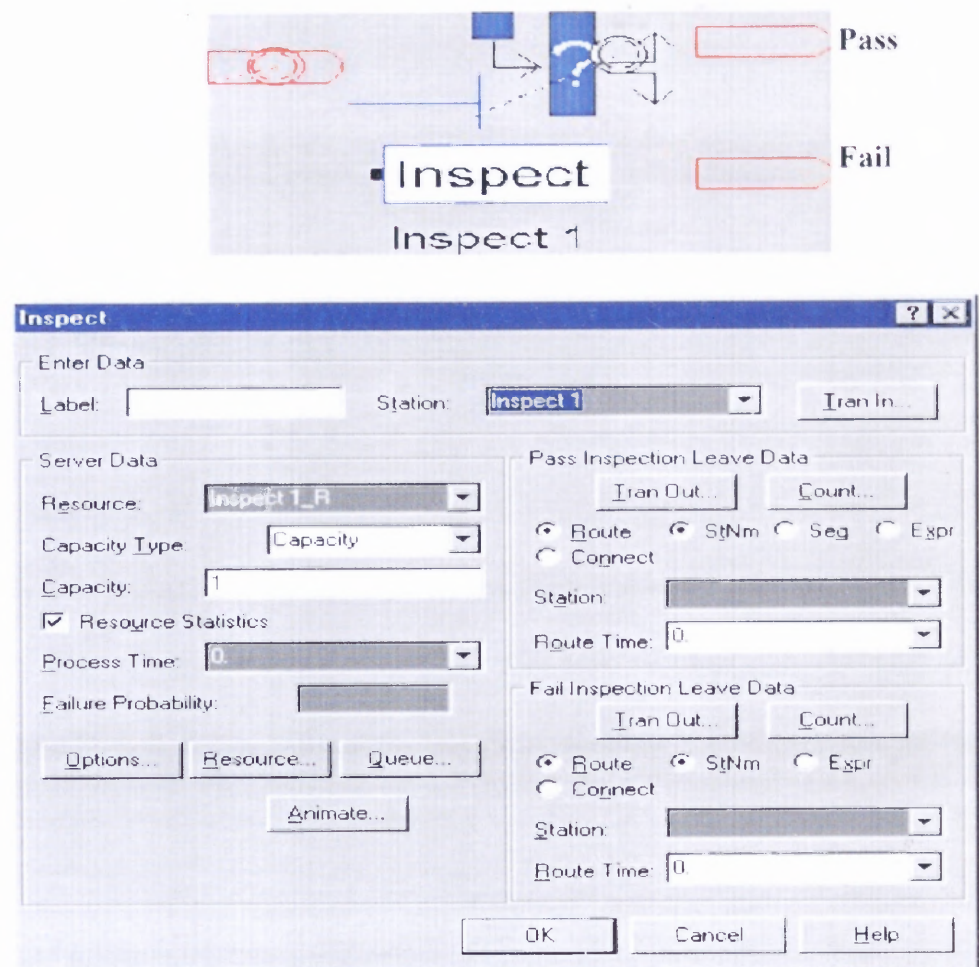 Pass
?
Fail
Inspect
Inspect 1
Inspect ? ×
Enter Data
Label: Station: Inspect 1 Tran In...
Server Data
Resource: Inspect 1_R
Capacity Type: Capacity
Capacity: 1
Resource Statistics
Process Time: 0.
Failure Probability:
Options... Resource... Queue...
Animate...
Pass Inspection Leave Data
Tran Out... Count...
Route StNm Seg Expr
Connect
Station:
Route Time: 0.
Fail Inspection Leave Data
Tran Out... Count...
Route StNm Expr
Connect
Station:
Route Time: 0.
OK Cancel Help